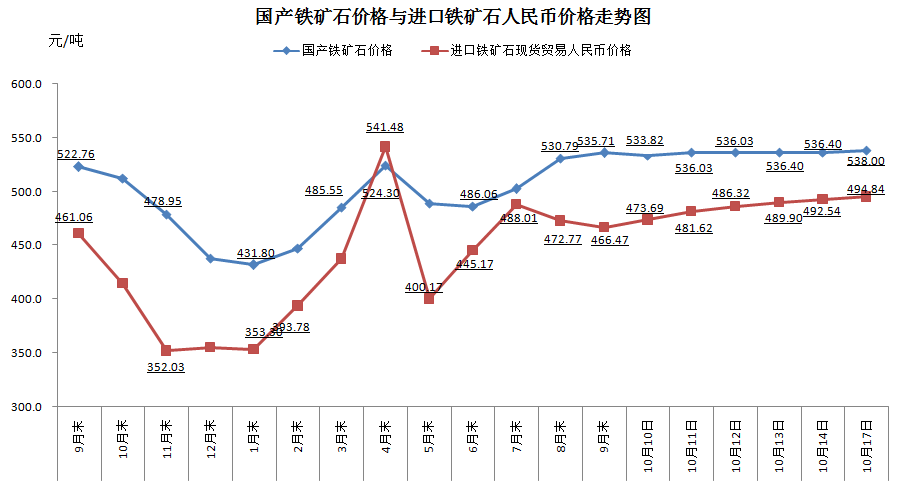 国产铁矿石价格与进口铁矿石人民币价格走势图
元/吨
国产铁矿石价格
进口铁矿石现货贸易人民币价格
600.0
550.0
500.0
450.0
400.0
350.0
300.0
522.76
478.95
431.80
485.55
524.30
486.06
530.79
535.71
533.82
536.03
536.03
536.40
536.40
538.00
461.06
352.03
353.30
393.78
541.48
400.17
445.17
488.01
472.77
466.47
473.69
481.62
486.32
489.90
492.54
494.84
9月末
10月末
11月末
12月末
1月末
2月末
3月末
4月末
5月末
6月末
7月末
8月末
9月末
10月10日
10月11日
10月12日
10月13日
10月14日
10月17日